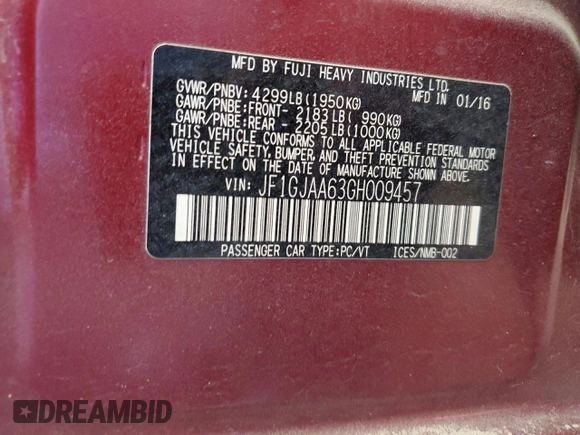 MFD BY FUJI HEAVY INDUSTRIES LTD.
GVWR/PNBV: 4299LB(1950KG) MFD IN 01/16
GAWR/PNBE:FRONT- 2183LB( 990KG)
GAWR/PNBE:REAR - 2205LB(1000KG)
THIS VEHICLE CONFORMS TO ALL APPLICABLE FEDERAL MOTOR
VEHICLE SAFETY, BUMPER, AND THEFT PREVENTION STANDARDS
IN EFFECT ON THE DATE OF MANUFACTURE SHOWN ABOVE.
VIN: JF1GJAA63GH009457
PASSENGER CAR TYPE:PC/VT ICES/NMB-002
DREAMBID